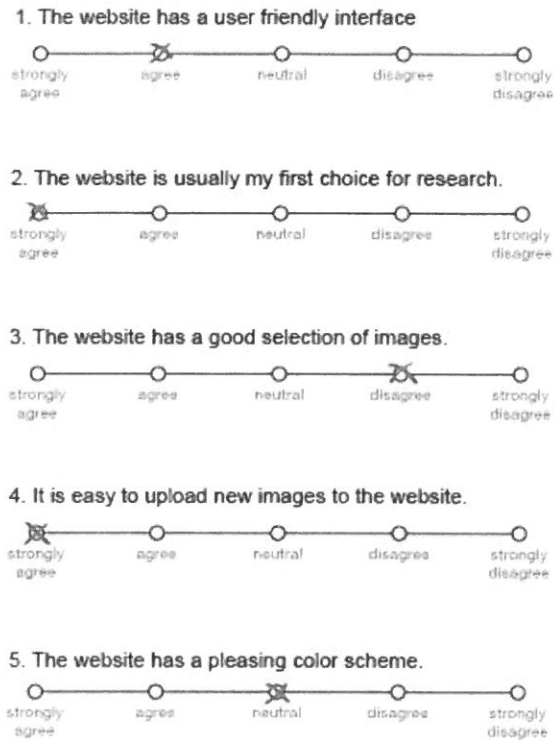 1. The website has a user friendly interface
strongly agree neutral disagree strongly
agree disagree
2. The website is usually my first choice for research.
strongly agree neutral disagree strongly
agree disagree
3. The website has a good selection of images.
strongly agree neutral disagree strongly
agree disagree
4. It is easy to upload new images to the website.
strongly agree neutral disagree strongly
agree disagree
5. The website has a pleasing color scheme.
strongly agree neutral disagree strongly
agree disagree